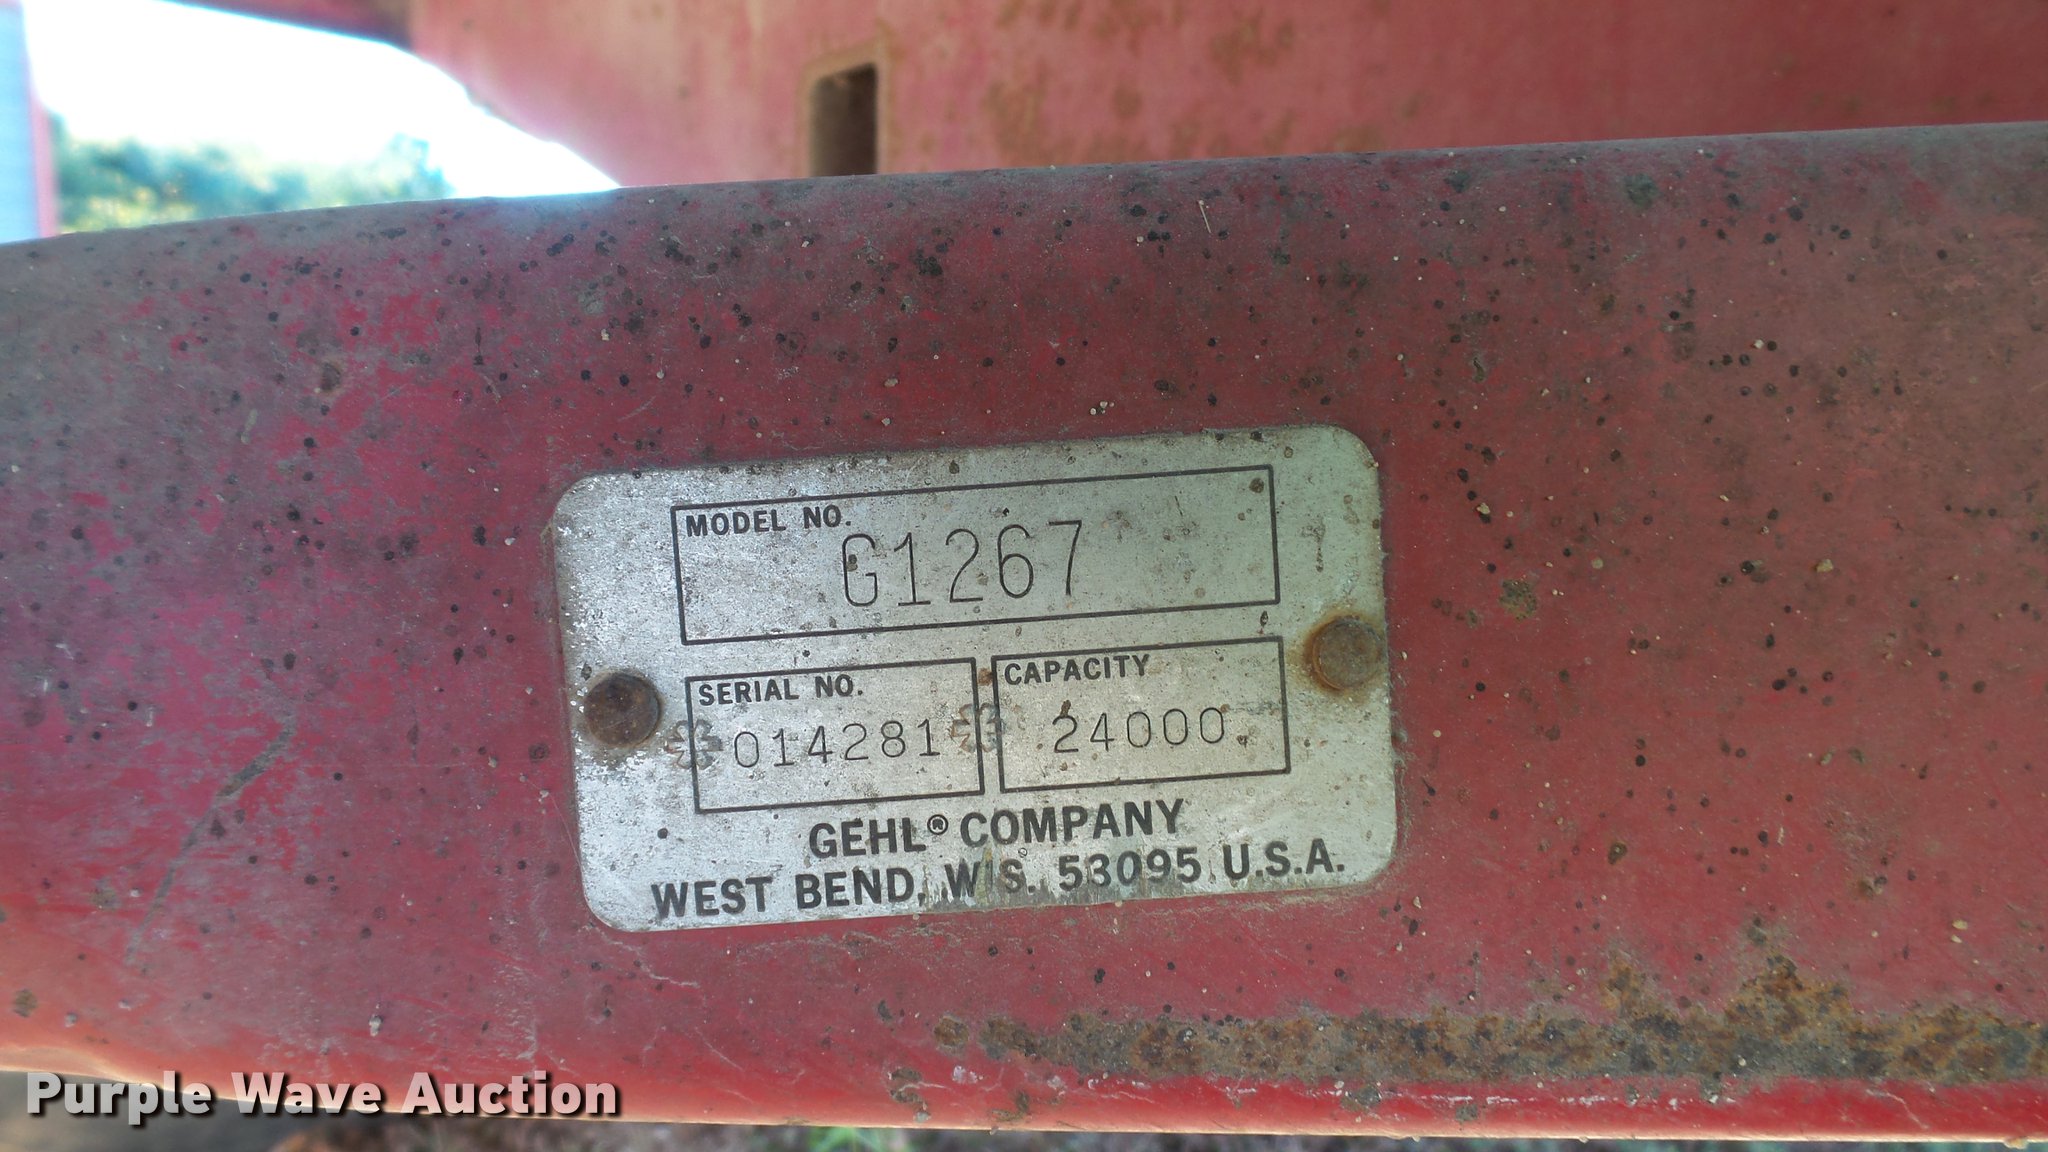 MODEL NO.
G1267
SERIAL NO.
014281
CAPACITY
24000
GEHL® COMPANY
WEST BEND, WIS. 53095 U.S.A.
Purple Wave Auction